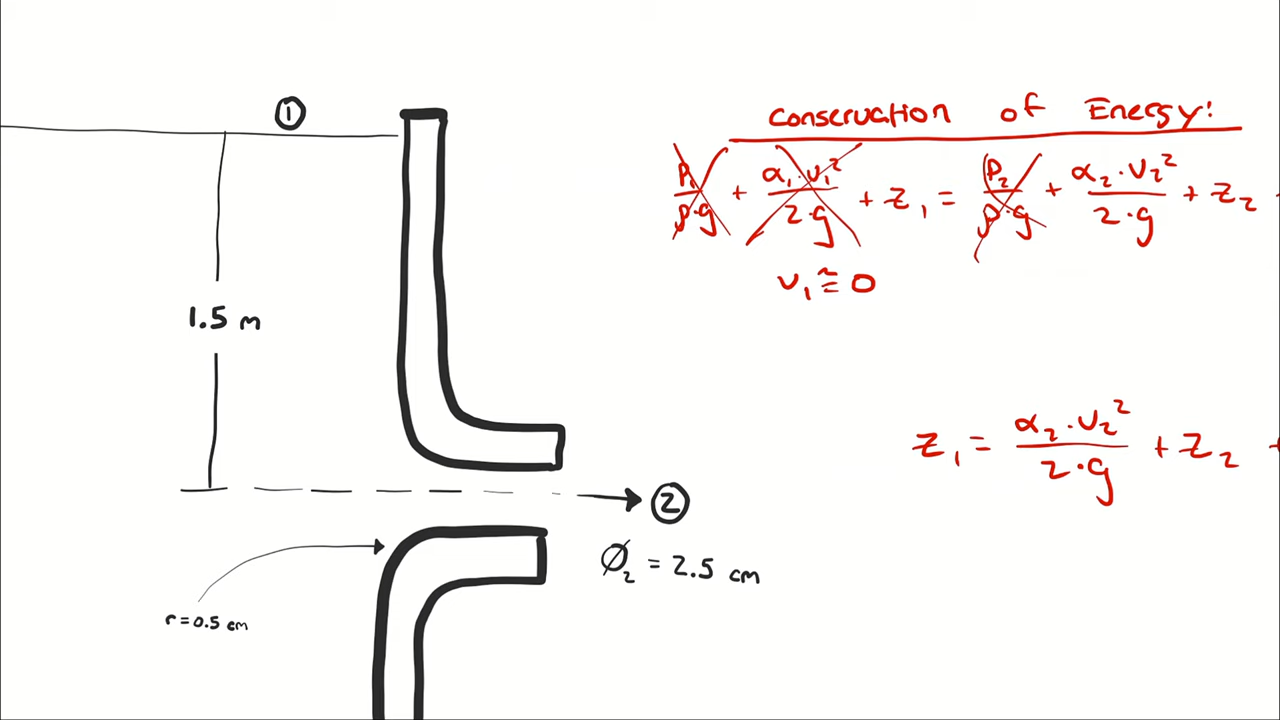 ①
Conservation of Energy!
P₁/ρ·g + α₁·v₁²/2·g + z₁ = P₂/ρ·g + α₂·v₂²/2·g + z₂ +
v₁ ≅ 0
1.5 m
z₁ = α₂·v₂²/2·g + z₂ +
②
∅₂ = 2.5 cm
r = 0.5 cm